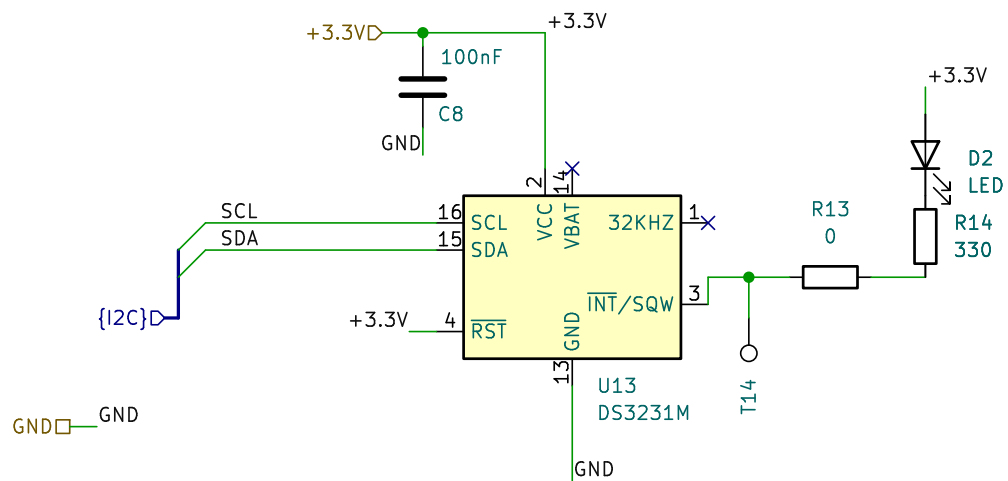 +3.3V
+3.3V
100nF
C8
GND
+3.3V
D2
LED
R14
330
R13
0
SCL
SDA
16
15
2
14
1
3
4
13
SCL
SDA
VCC
VBAT
32KHZ
INT/SQW
RST
GND
{I2C}
+3.3V
T14
U13
DS3231M
GND
GND
GND